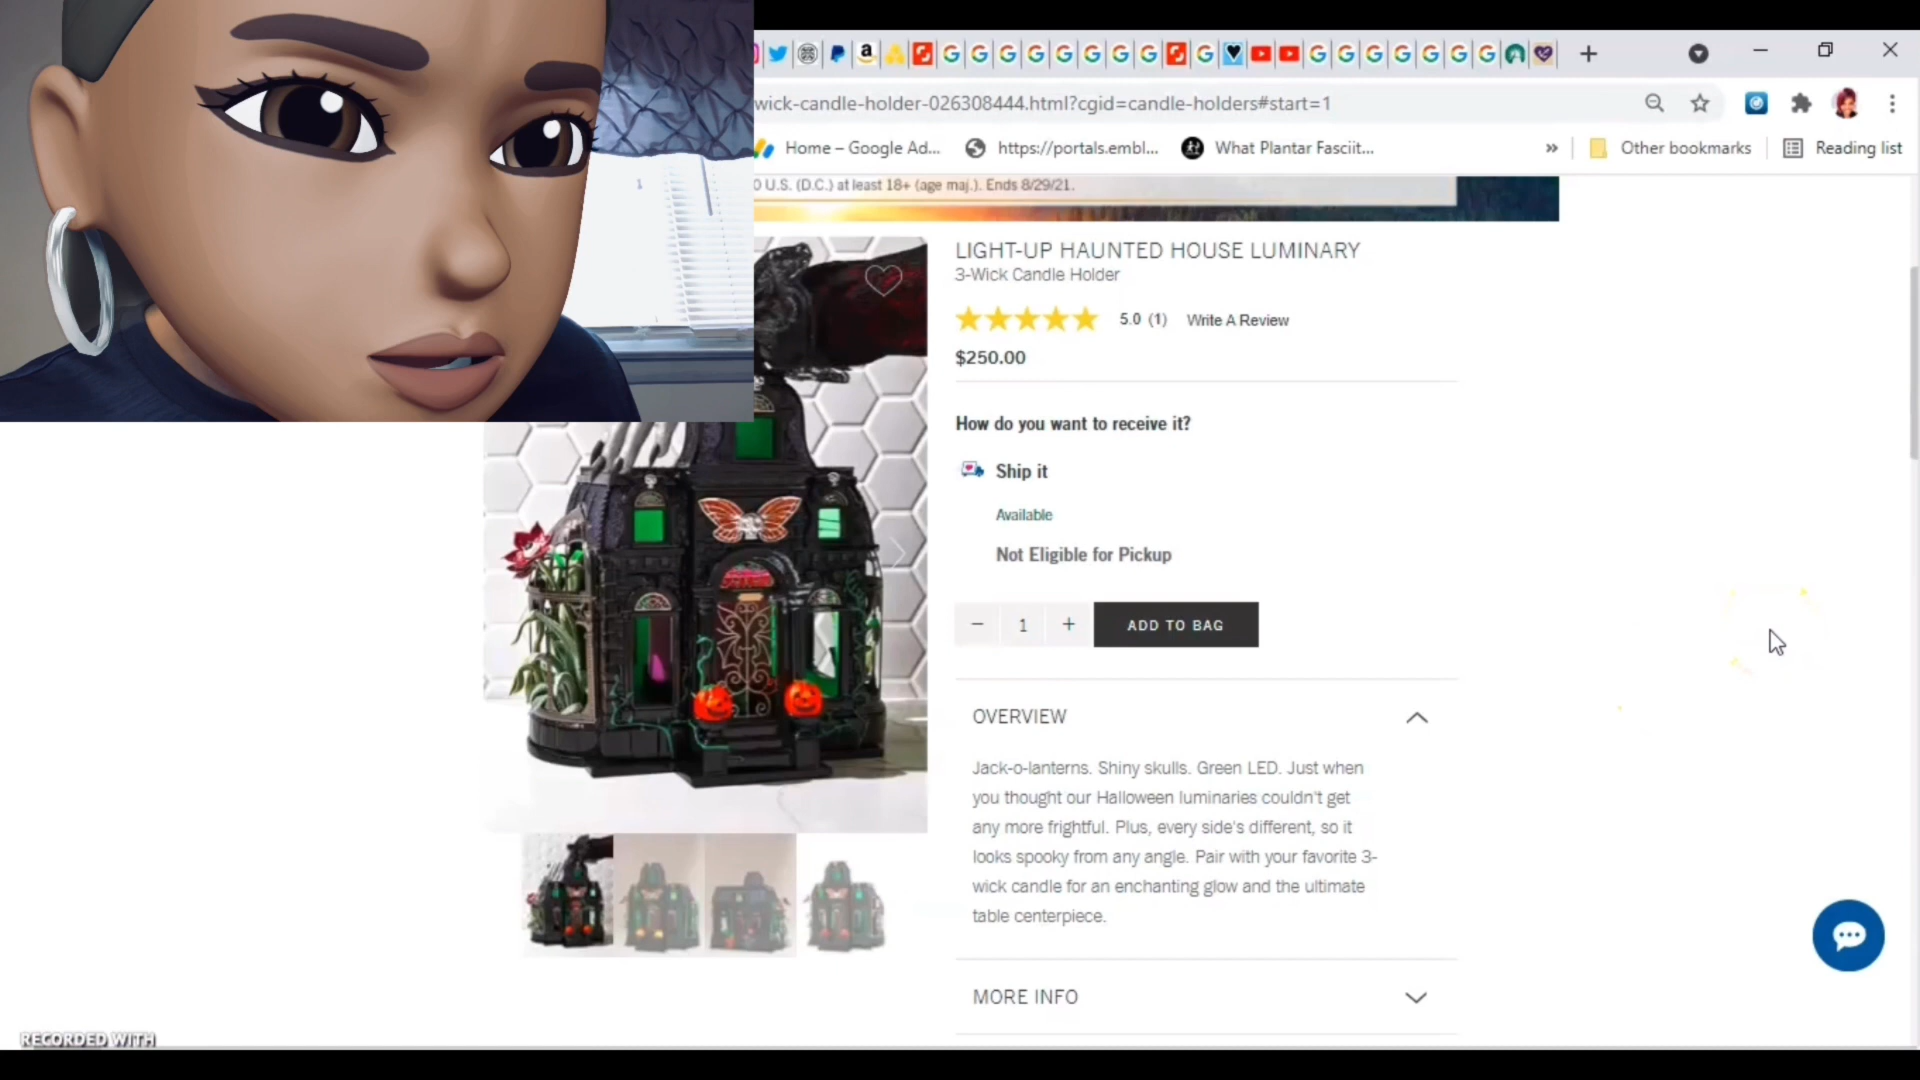 wick-candle-holder-026308444.html?cgid=candle-holders#start=1
Home – Google Ad...
https://portals.embl...
What Plantar Fasciit...
»
Other bookmarks
Reading list
0 U.S. (D.C.) at least 18+ (age maj.). Ends 8/29/21.
LIGHT-UP HAUNTED HOUSE LUMINARY
3-Wick Candle Holder
5.0 (1) Write A Review
$250.00
How do you want to receive it?
Ship it
Available
Not Eligible for Pickup
− 1 + ADD TO BAG
OVERVIEW
Jack-o-lanterns. Shiny skulls. Green LED. Just when
you thought our Halloween luminaries couldn't get
any more frightful. Plus, every side's different, so it
looks spooky from any angle. Pair with your favorite 3-
wick candle for an enchanting glow and the ultimate
table centerpiece.
MORE INFO
RECORDED WITH